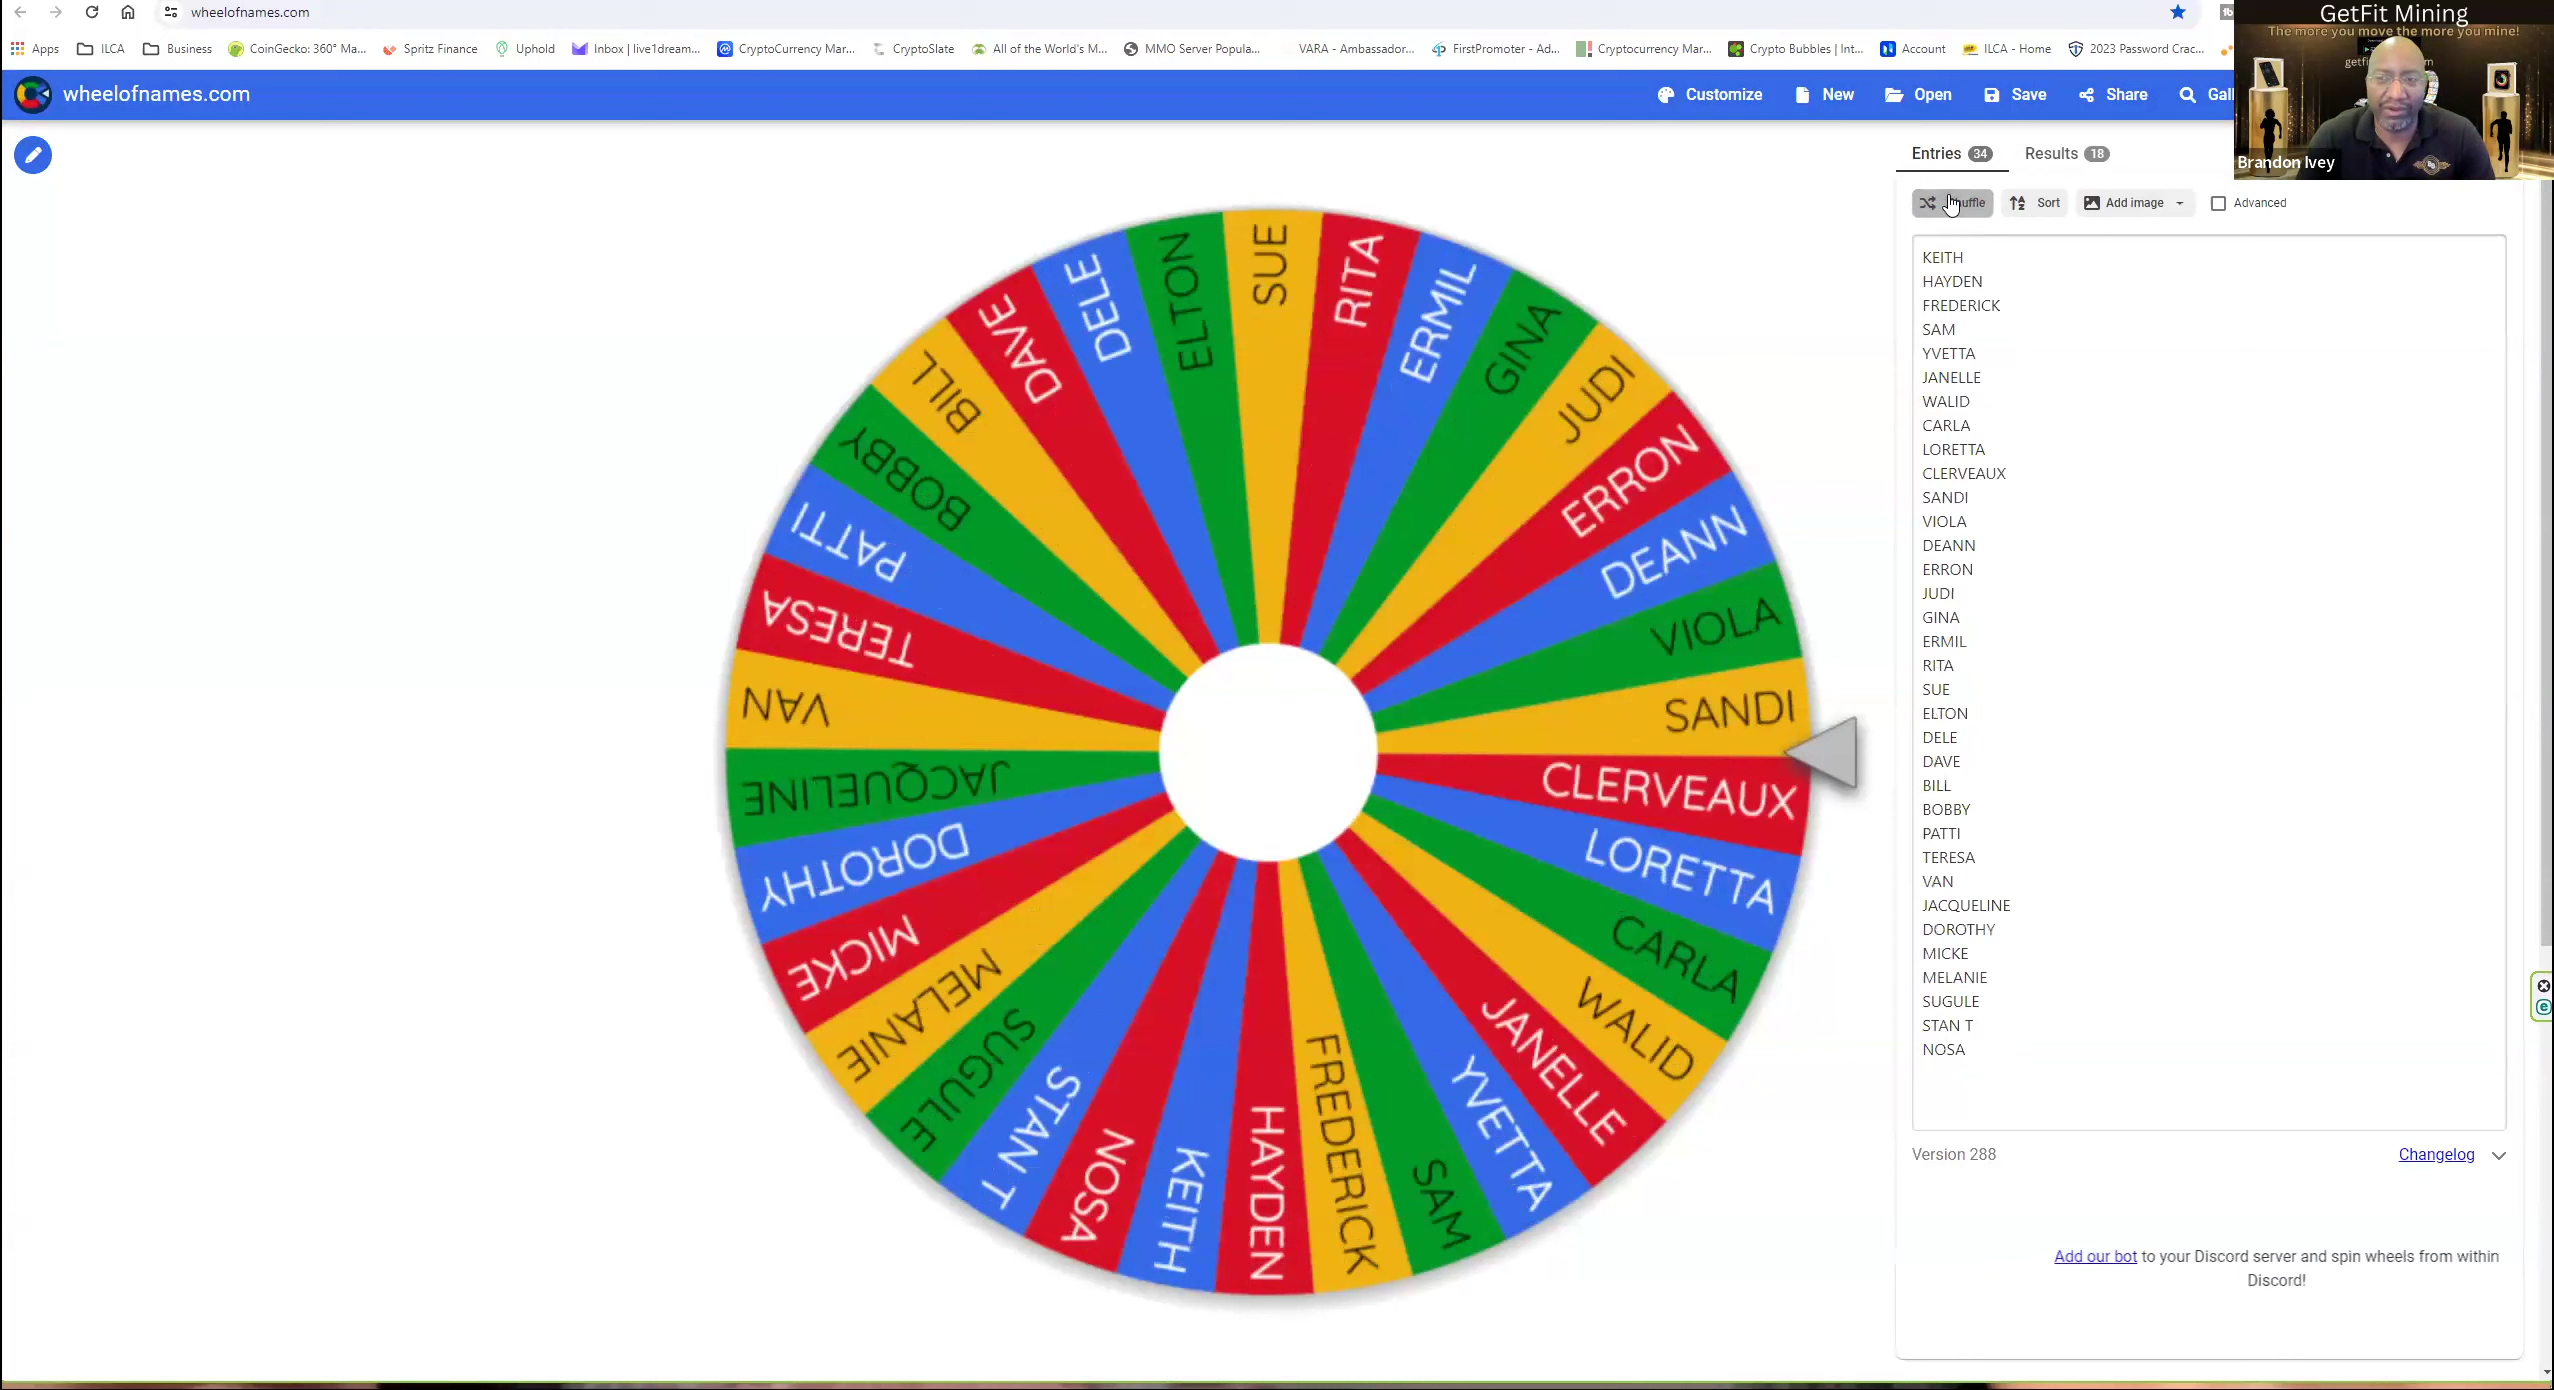 wheelofnames.com
Apps ILCA Business CoinGecko: 360° Ma... Spritz Finance Uphold Inbox | live1dream... CryptoCurrency Mar... CryptoSlate All of the World's M... MMO Server Popula... VARA - Ambassador... FirstPromoter - Ad... Cryptocurrency Mar... Crypto Bubbles | Int... Account ILCA - Home 2023 Password Crac...
GetFit Mining
The more you move the more you mine!
Brandon Ivey
wheelofnames.com
Customize New Open Save Share Gall
Entries 34 Results 18
Shuffle Sort Add image Advanced
KEITH
HAYDEN
FREDERICK
SAM
YVETTA
JANELLE
WALID
CARLA
LORETTA
CLERVEAUX
SANDI
VIOLA
DEANN
ERRON
JUDI
GINA
ERMIL
RITA
SUE
ELTON
DELE
DAVE
BILL
BOBBY
PATTI
TERESA
VAN
JACQUELINE
DOROTHY
MICKE
MELANIE
SUGULE
STAN T
NOSA
Version 288 Changelog
Add our bot to your Discord server and spin wheels from within
Discord!
SUE
RITA
ERMIL
GINA
JUDI
ERRON
DEANN
VIOLA
SANDI
CLERVEAUX
LORETTA
CARLA
WALID
JANELLE
YVETTA
SAM
FREDERICK
HAYDEN
KEITH
NOSA
STAN T
SUGULE
MELANIE
MICKE
DOROTHY
JACQUELINE
VAN
TERESA
PATTI
BOBBY
BILL
DAVE
DELE
ELTON